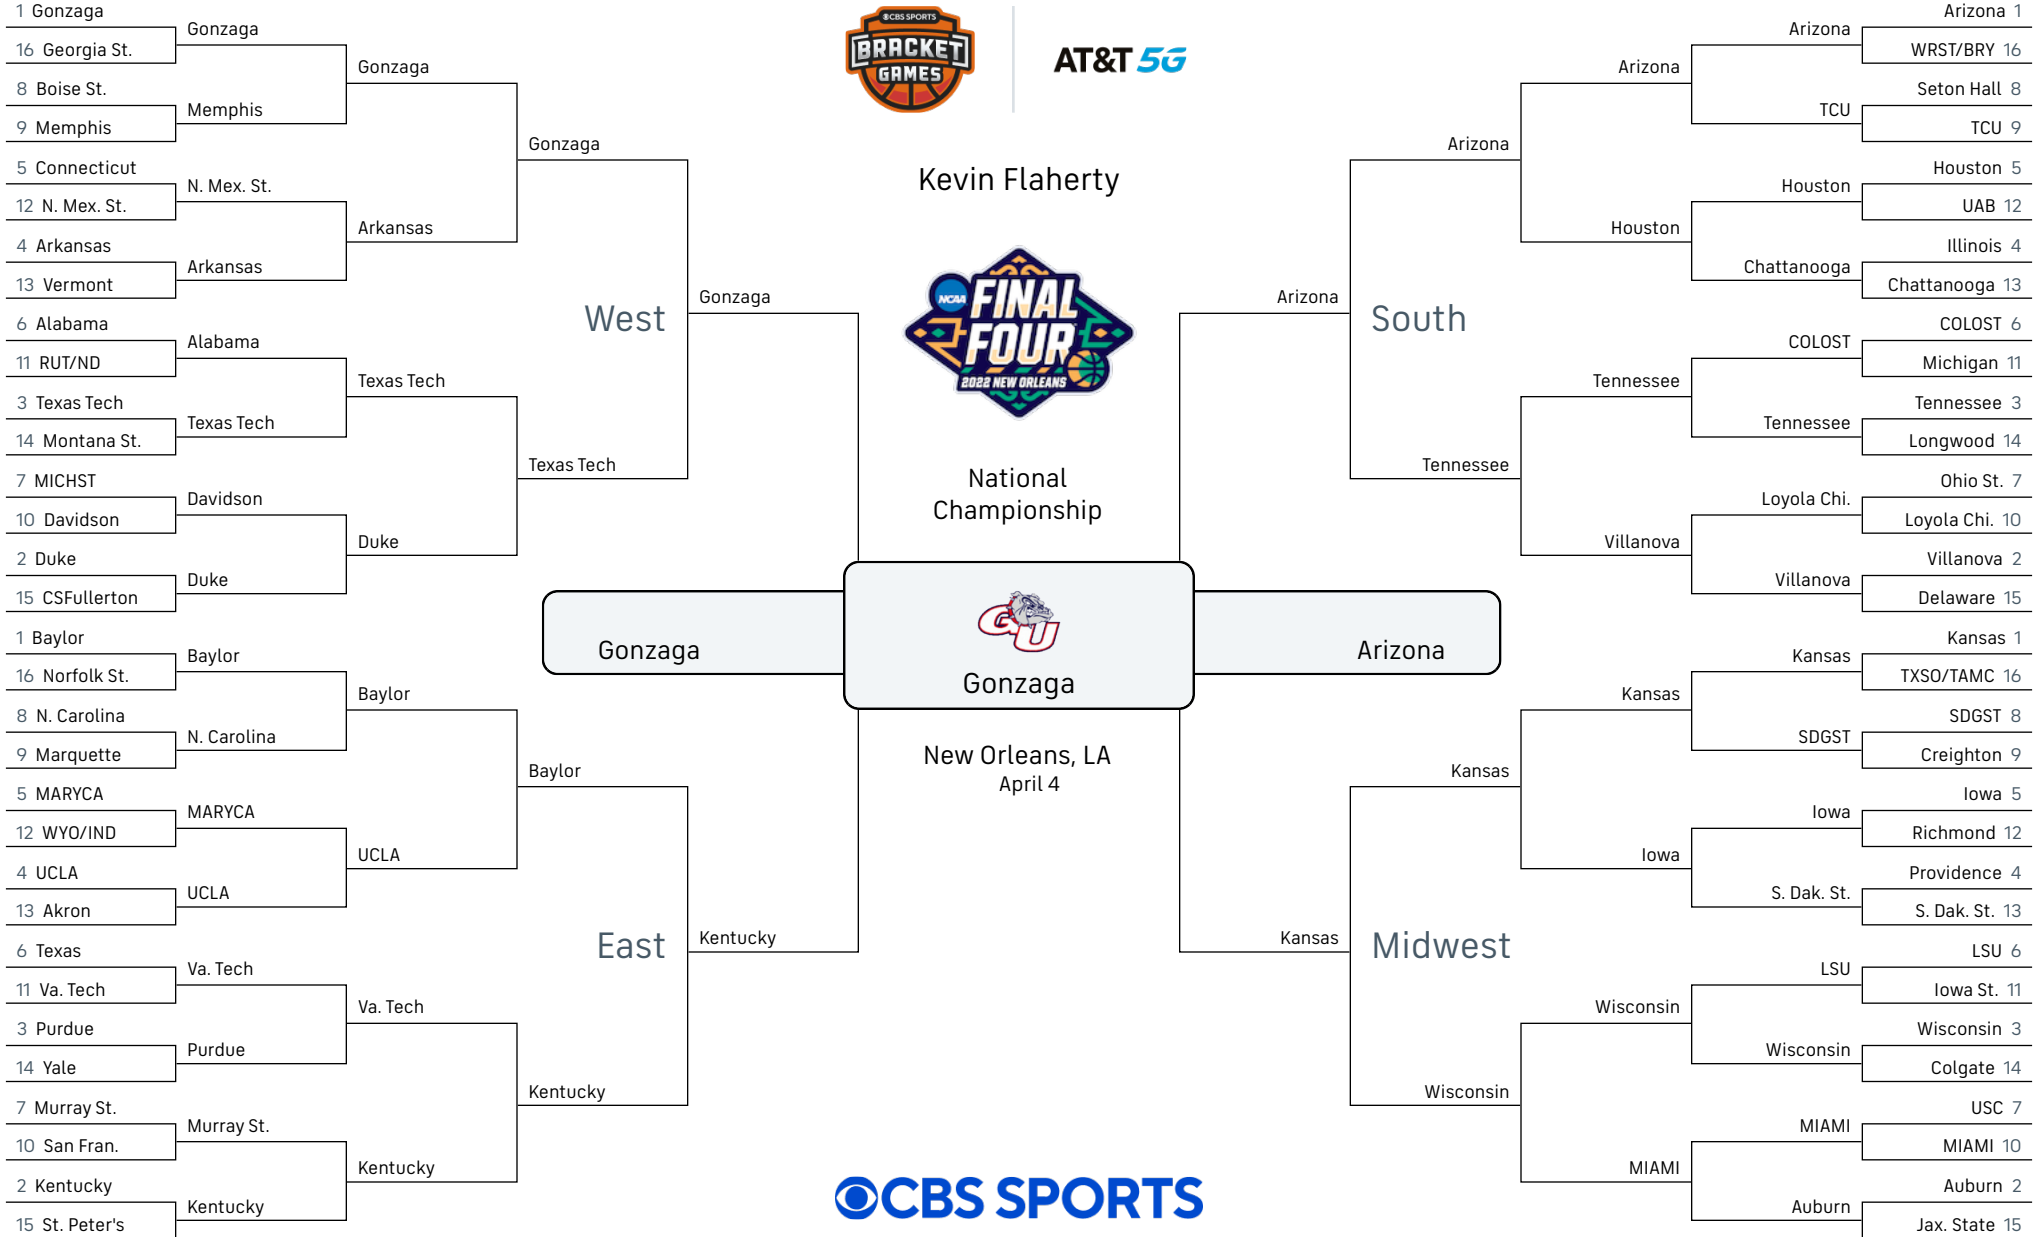 1 Gonzaga
16 Georgia St.
8 Boise St.
9 Memphis
5 Connecticut
12 N. Mex. St.
4 Arkansas
13 Vermont
6 Alabama
11 RUT/ND
3 Texas Tech
14 Montana St.
7 MICHST
10 Davidson
2 Duke
15 CSFullerton
1 Baylor
16 Norfolk St.
8 N. Carolina
9 Marquette
5 MARYCA
12 WYO/IND
4 UCLA
13 Akron
6 Texas
11 Va. Tech
3 Purdue
14 Yale
7 Murray St.
10 San Fran.
2 Kentucky
15 St. Peter's
Gonzaga
Memphis
N. Mex. St.
Arkansas
Alabama
Texas Tech
Davidson
Duke
Baylor
N. Carolina
MARYCA
UCLA
Va. Tech
Purdue
Murray St.
Kentucky
Gonzaga
Arkansas
Texas Tech
Duke
Baylor
UCLA
Va. Tech
Kentucky
Gonzaga
Texas Tech
Baylor
Kentucky
West
East
Gonzaga
Kentucky
CBS SPORTS
BRACKET
GAMES
AT&T 5G
Kevin Flaherty
NCAA
FINAL
FOUR
2022 NEW ORLEANS
National
Championship
Gonzaga
GU
Gonzaga
Arizona
New Orleans, LA
April 4
CBS SPORTS
Arizona
Kansas
South
Midwest
Arizona
Tennessee
Kansas
Wisconsin
Arizona
Houston
Tennessee
Villanova
Kansas
Iowa
Wisconsin
MIAMI
Arizona
TCU
Houston
Chattanooga
COLOST
Tennessee
Loyola Chi.
Villanova
Kansas
SDGST
Iowa
S. Dak. St.
LSU
Wisconsin
MIAMI
Auburn
Arizona 1
WRST/BRY 16
Seton Hall 8
TCU 9
Houston 5
UAB 12
Illinois 4
Chattanooga 13
COLOST 6
Michigan 11
Tennessee 3
Longwood 14
Ohio St. 7
Loyola Chi. 10
Villanova 2
Delaware 15
Kansas 1
TXSO/TAMC 16
SDGST 8
Creighton 9
Iowa 5
Richmond 12
Providence 4
S. Dak. St. 13
LSU 6
Iowa St. 11
Wisconsin 3
Colgate 14
USC 7
MIAMI 10
Auburn 2
Jax. State 15